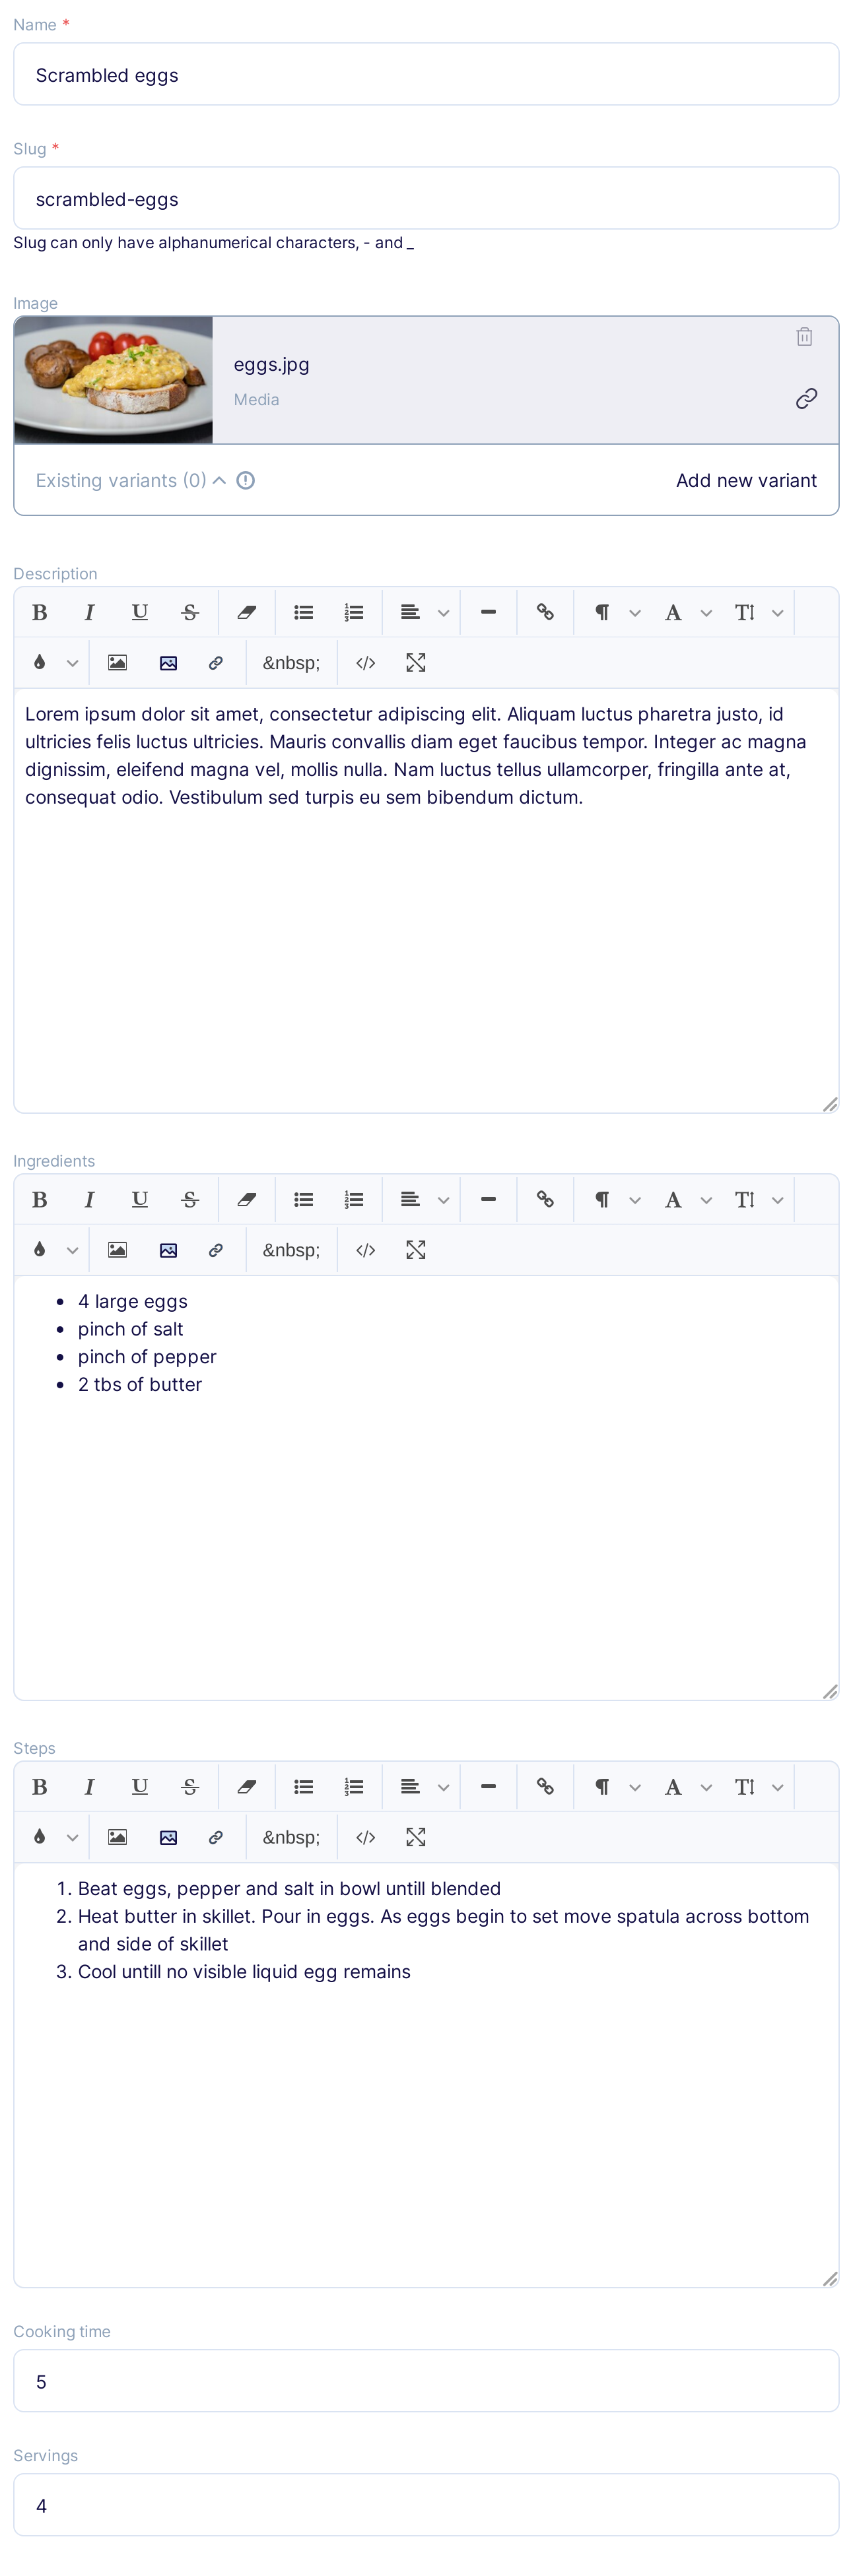 Name *
Scrambled eggs
Slug *
scrambled-eggs
Slug can only have alphanumerical characters, - and _
Image
eggs.jpg
Media
Existing variants (0)
Add new variant
Description
B I U S A T
&nbsp; </>
Lorem ipsum dolor sit amet, consectetur adipiscing elit. Aliquam luctus pharetra justo, id
ultricies felis luctus ultricies. Mauris convallis diam eget faucibus tempor. Integer ac magna
dignissim, eleifend magna vel, mollis nulla. Nam luctus tellus ullamcorper, fringilla ante at,
consequat odio. Vestibulum sed turpis eu sem bibendum dictum.
Ingredients
B I U S A T
&nbsp; </>
• 4 large eggs
• pinch of salt
• pinch of pepper
• 2 tbs of butter
Steps
B I U S A T
&nbsp; </>
1. Beat eggs, pepper and salt in bowl untill blended
2. Heat butter in skillet. Pour in eggs. As eggs begin to set move spatula across bottom
and side of skillet
3. Cool untill no visible liquid egg remains
Cooking time
5
Servings
4